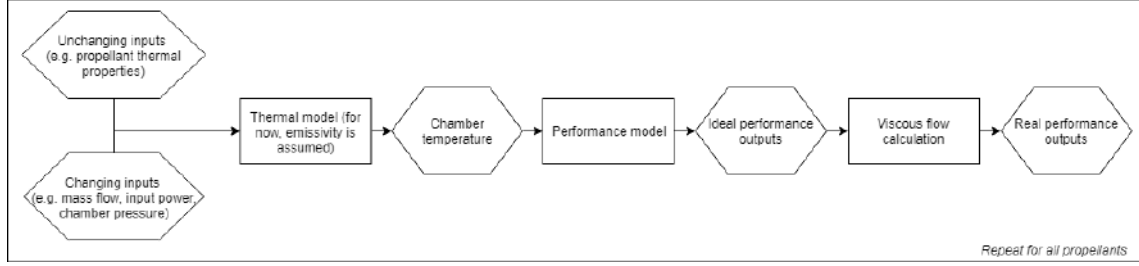 Unchanging inputs
(e.g. propellant thermal
properties)
Changing inputs
(e.g. mass flow, input power,
chamber pressure)
Thermal model (for
now, emissivity is
assumed)
Chamber
temperature
Performance model
Ideal performance
outputs
Viscous flow
calculation
Real performance
outputs
Repeat for all propellants